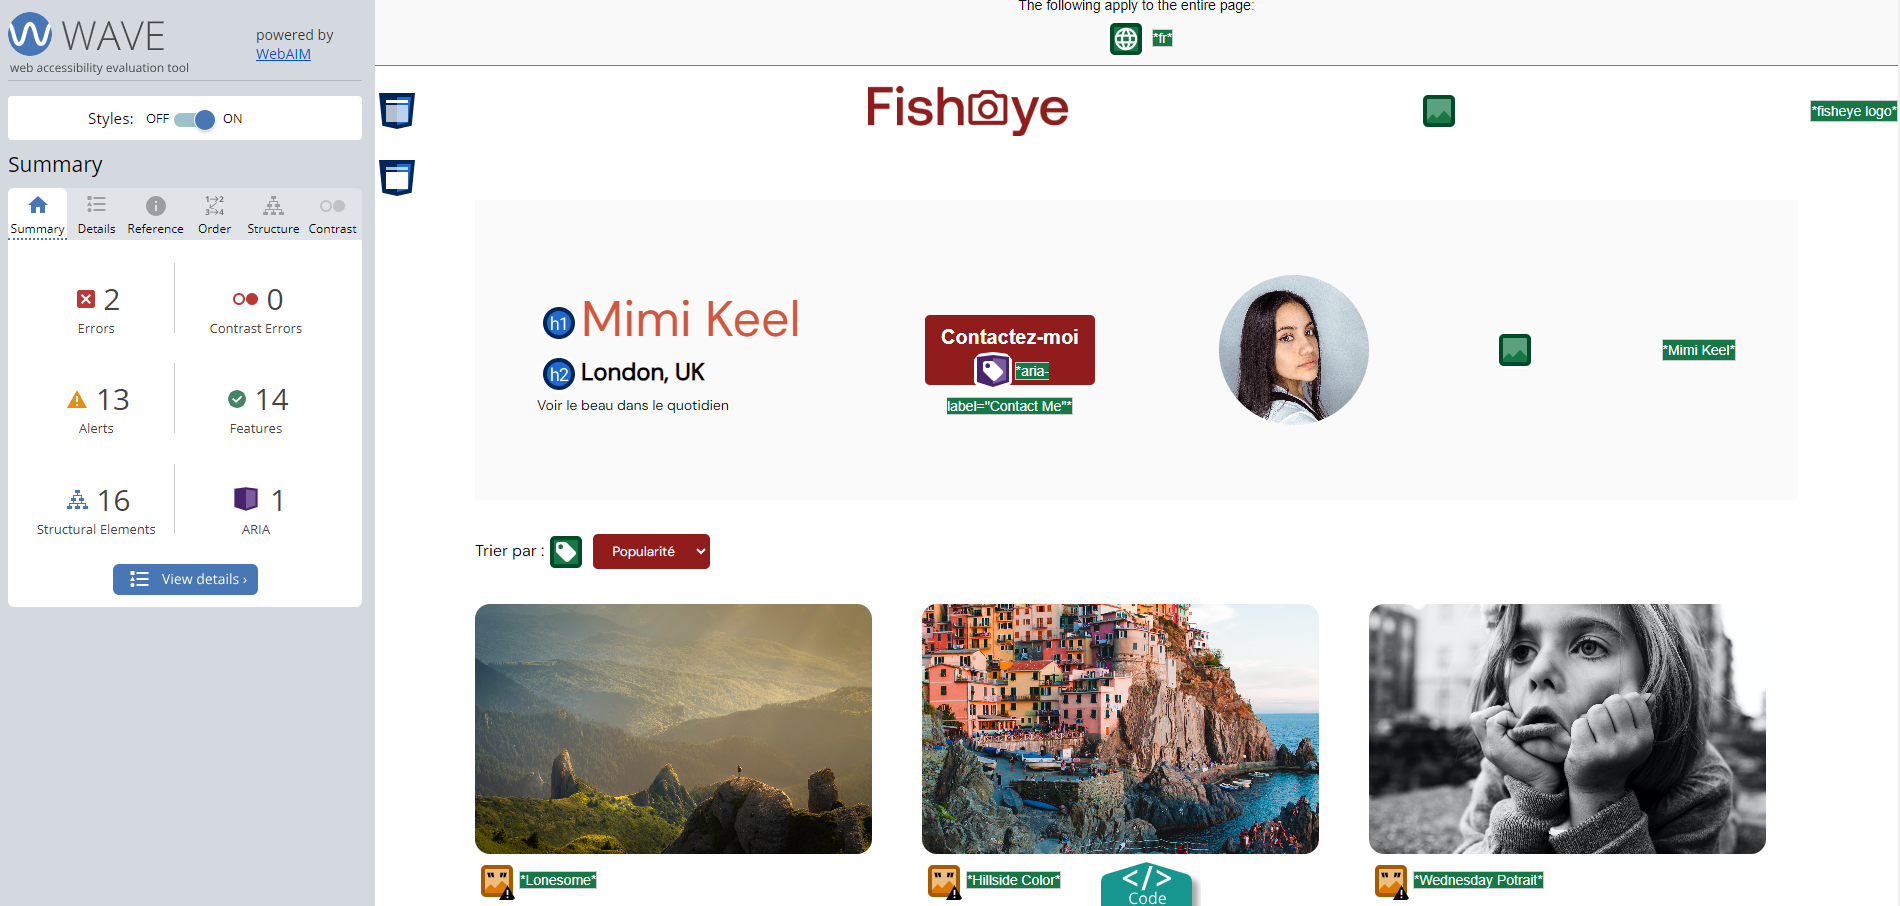 WAVE
powered by
WebAIM
web accessibility evaluation tool
Styles: OFF ON
Summary
Summary Details Reference Order Structure Contrast
2
Errors
0
Contrast Errors
13
Alerts
14
Features
16
Structural Elements
1
ARIA
View details ›
The following apply to the entire page:
*fr*
Fisheye
*fisheye logo*
h1 Mimi Keel
h2 London, UK
Voir le beau dans le quotidien
Contactez-moi
*aria-
label="Contact Me"*
*Mimi Keel*
Trier par :
Popularité
*Lonesome*
*Hillside Color*
*Wednesday Potrait*
</> Code